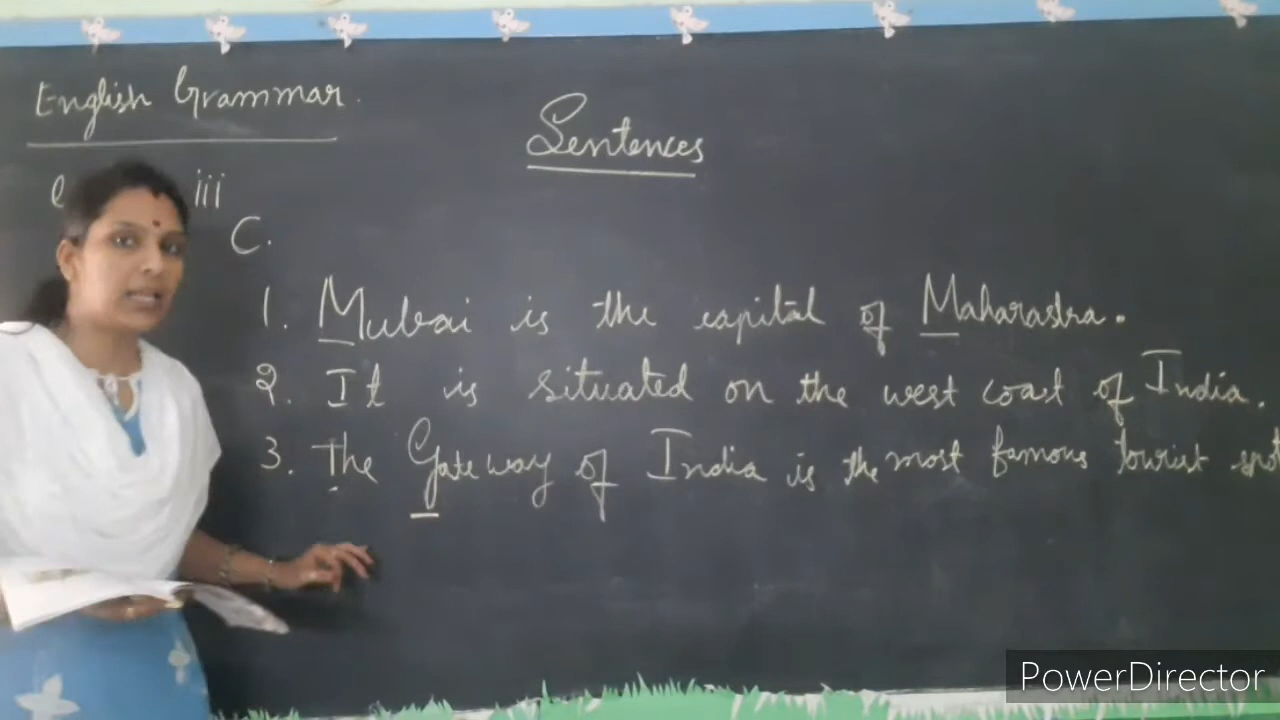 English Grammar.
Sentences
iii
C.
1. Mubai is the capital of Maharastra.
2. It is situated on the west coast of India.
3. The Gateway of India is the most famous tourist spot
PowerDirector